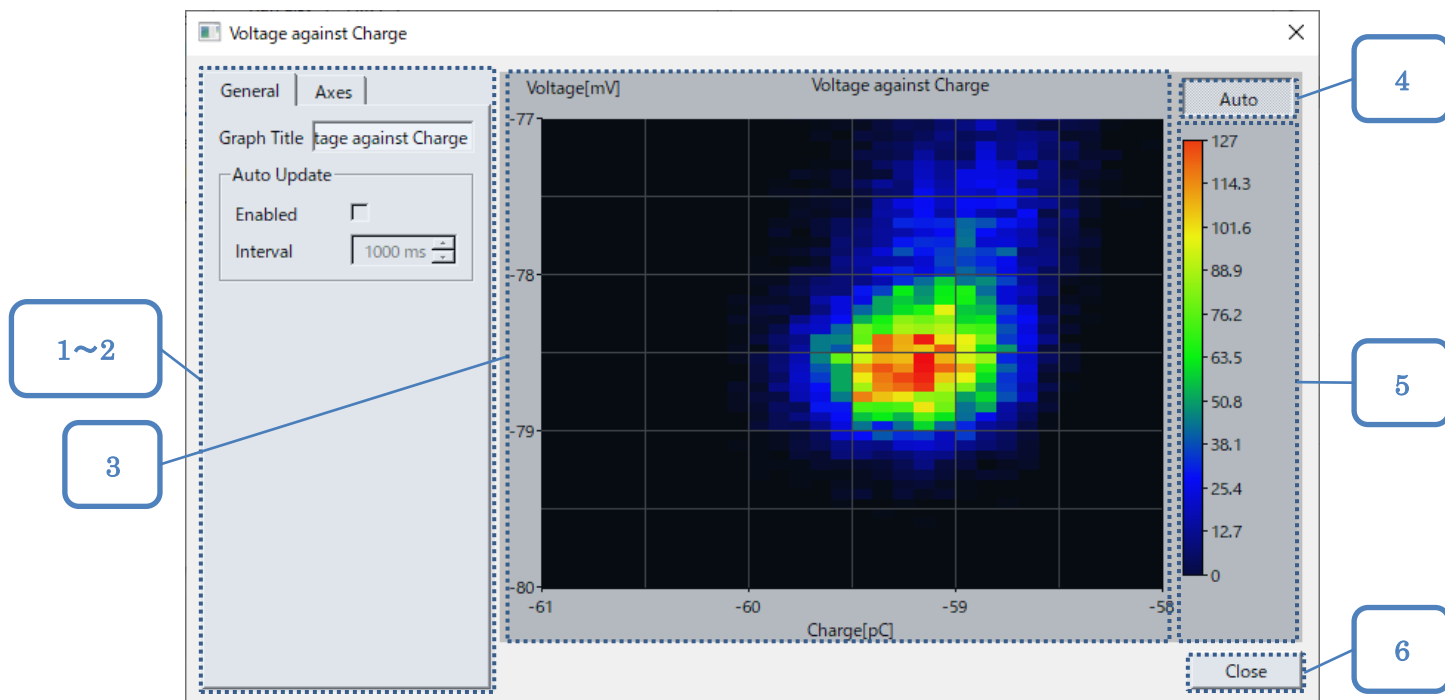 Voltage against Charge
General
Axes
Graph Title
tage against Charge
Auto Update
Enabled
Interval
1000 ms
Voltage[mV]
Voltage against Charge
-77
-78
-79
-80
-61
-60
-59
-58
Charge[pC]
Auto
127
114.3
101.6
88.9
76.2
63.5
50.8
38.1
25.4
12.7
0
Close
1～2
3
4
5
6